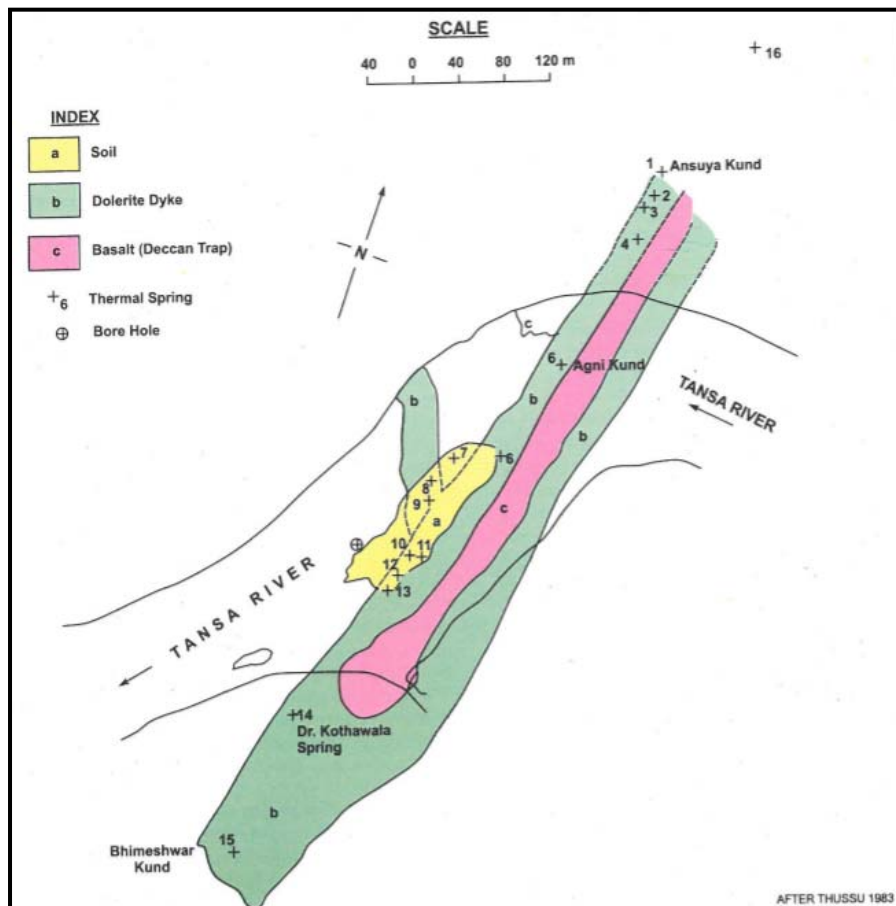 SCALE
40 0 40 80 120 m
16
INDEX
a Soil
b Dolerite Dyke
c Basalt (Deccan Trap)
6 Thermal Spring
Bore Hole
N
1 Ansuya Kund
2
3
4
c
6 Agni Kund
TANSA RIVER
b
b
b
7
6
8
9
a
c
10
11
12
13
TANSA RIVER
14
Dr. Kothawala
Spring
b
15
Bhimeshwar
Kund
AFTER THUSSU 1983